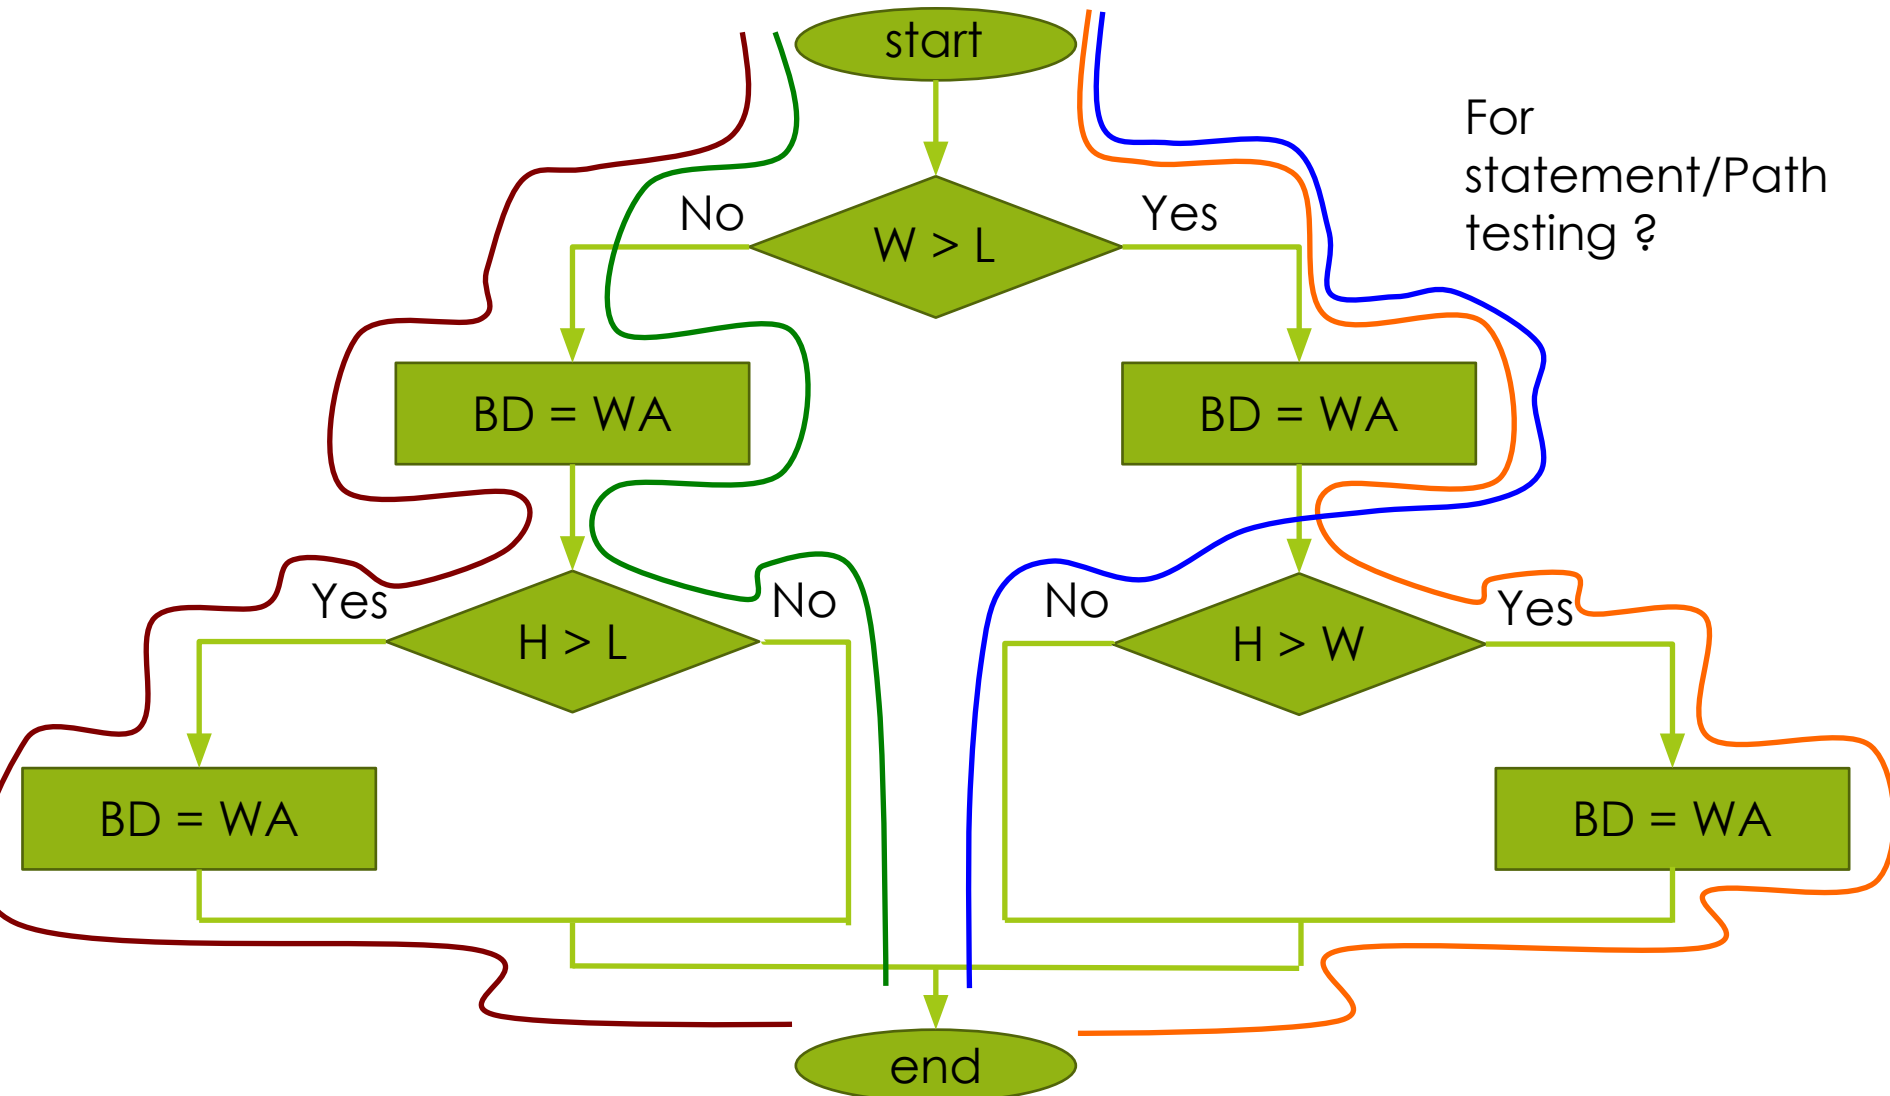 start
For
statement/Path
testing ?
No
Yes
W > L
BD = WA
BD = WA
Yes
No
No
Yes
H > L
H > W
BD = WA
BD = WA
end